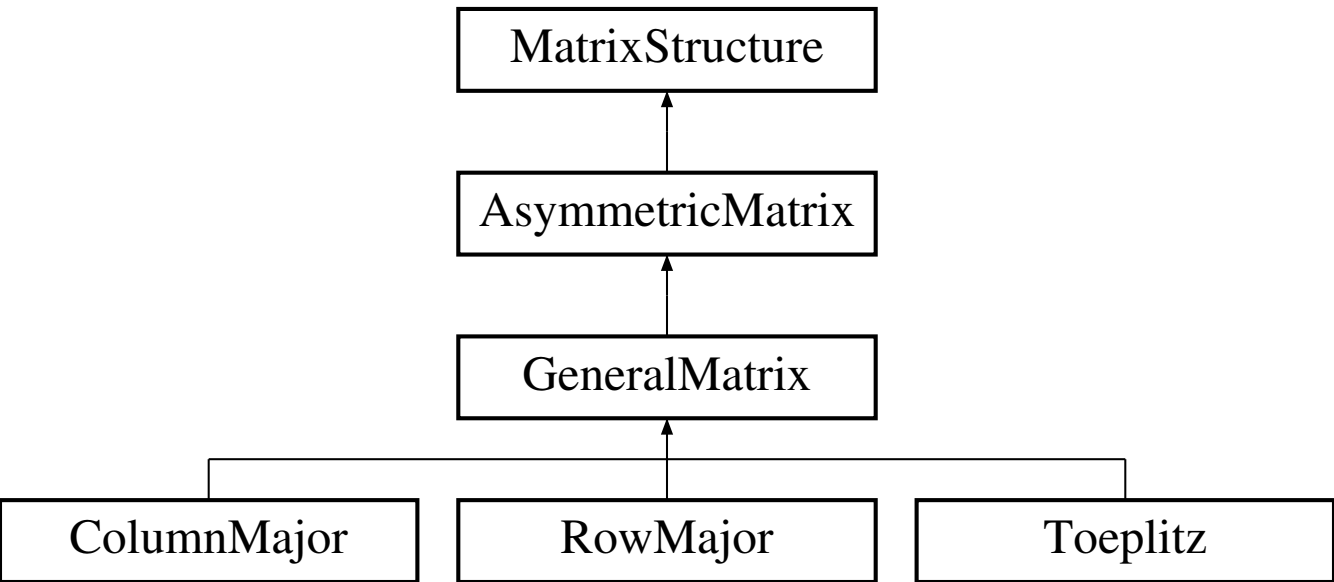 MatrixStructure
AsymmetricMatrix
GeneralMatrix
ColumnMajor
RowMajor
Toeplitz